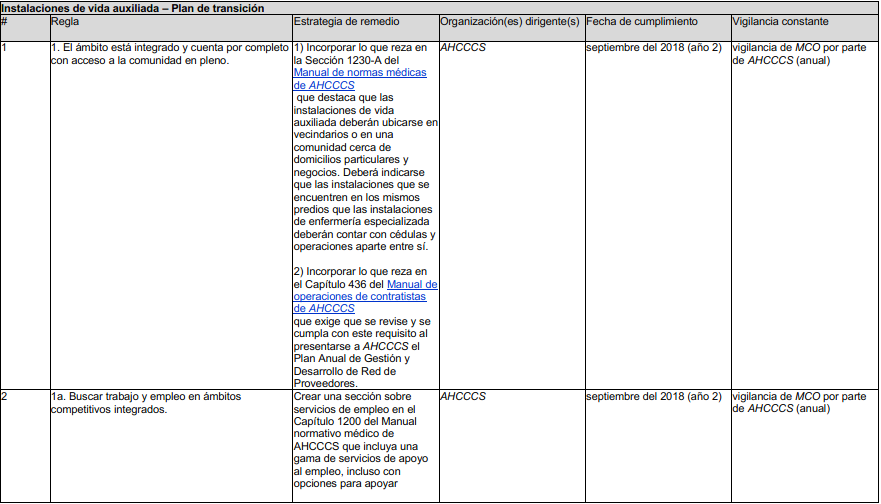 Instalaciones de vida auxiliada – Plan de transición
# Regla Estrategia de remedio Organización(es) dirigente(s) Fecha de cumplimiento Vigilancia constante
1
1. El ámbito está integrado y cuenta por completo
con acceso a la comunidad en pleno.
1) Incorporar lo que reza en
la Sección 1230-A del
Manual de normas médicas
de AHCCCS
que destaca que las
instalaciones de vida
auxiliada deberán ubicarse en
vecindarios o en una
comunidad cerca de
domicilios particulares y
negocios. Deberá indicarse
que las instalaciones que se
encuentren en los mismos
predios que las instalaciones
de enfermería especializada
deberán contar con cédulas y
operaciones aparte entre sí.
2) Incorporar lo que reza en
el Capítulo 436 del Manual de
operaciones de contratistas
de AHCCCS
que exige que se revise y se
cumpla con este requisito al
presentarse a AHCCCS el
Plan Anual de Gestión y
Desarrollo de Red de
Proveedores.
AHCCCS
septiembre del 2018 (año 2)
vigilancia de MCO por parte
de AHCCCS (anual)
2
1a. Buscar trabajo y empleo en ámbitos
competitivos integrados.
Crear una sección sobre
servicios de empleo en el
Capítulo 1200 del Manual
normativo médico de
AHCCCS que incluya una
gama de servicios de apoyo
al empleo, incluso con
opciones para apoyar
AHCCCS
septiembre del 2018 (año 2)
vigilancia de MCO por parte
de AHCCCS (anual)